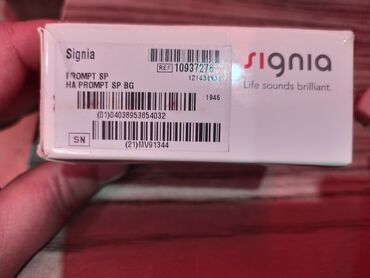 Signia
REF 10937276
PROMPT SP
HA PROMPT SP BG
1946
(01)04038953854032
SN
(21)MV91344
signia
Life sounds brilliant.